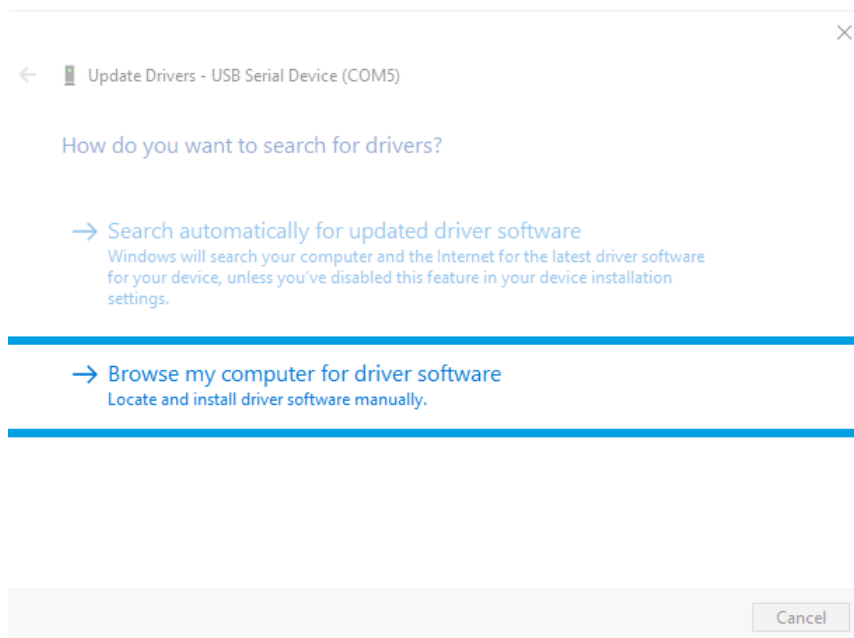 Update Drivers - USB Serial Device (COM5)
How do you want to search for drivers?
Search automatically for updated driver software
Windows will search your computer and the Internet for the latest driver software
for your device, unless you've disabled this feature in your device installation
settings.
Browse my computer for driver software
Locate and install driver software manually.
Cancel